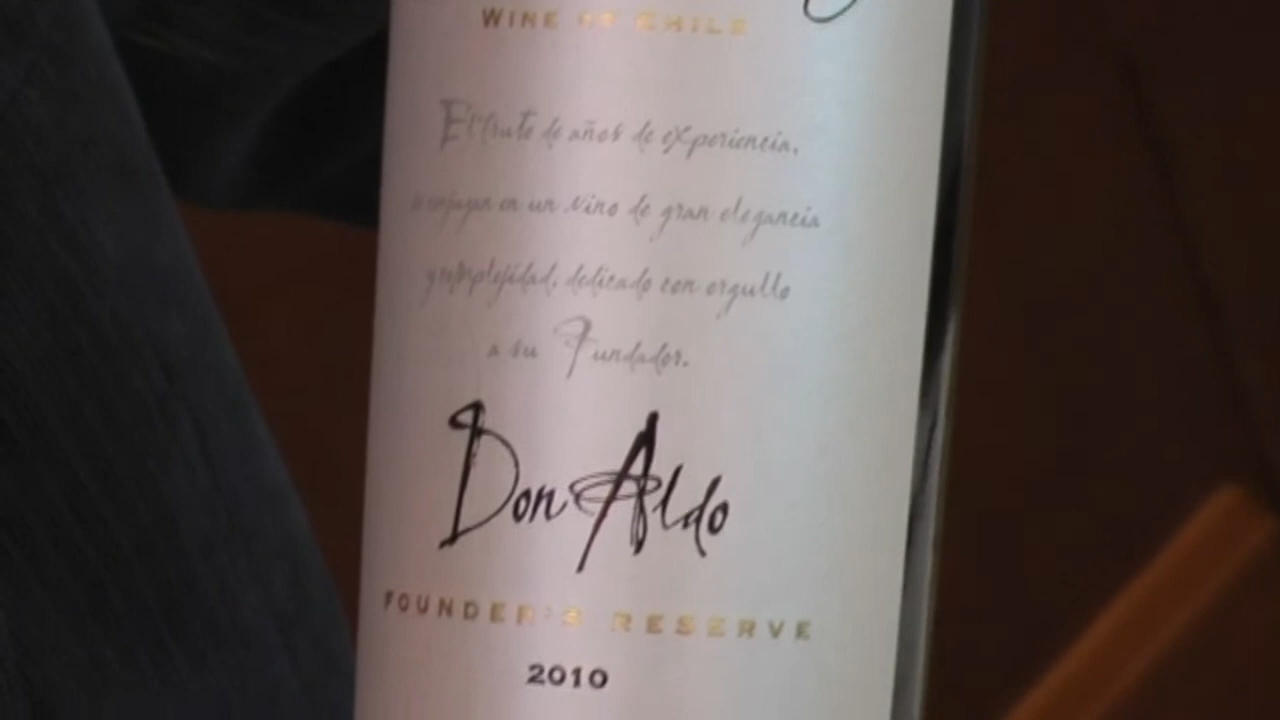 WINE OF CHILE
El fruto de años de experiencia,
en un vino de gran elegancia
y complejidad, dedicado con orgullo
a su Fundador.
Don Aldo
FOUNDER'S RESERVE
2010